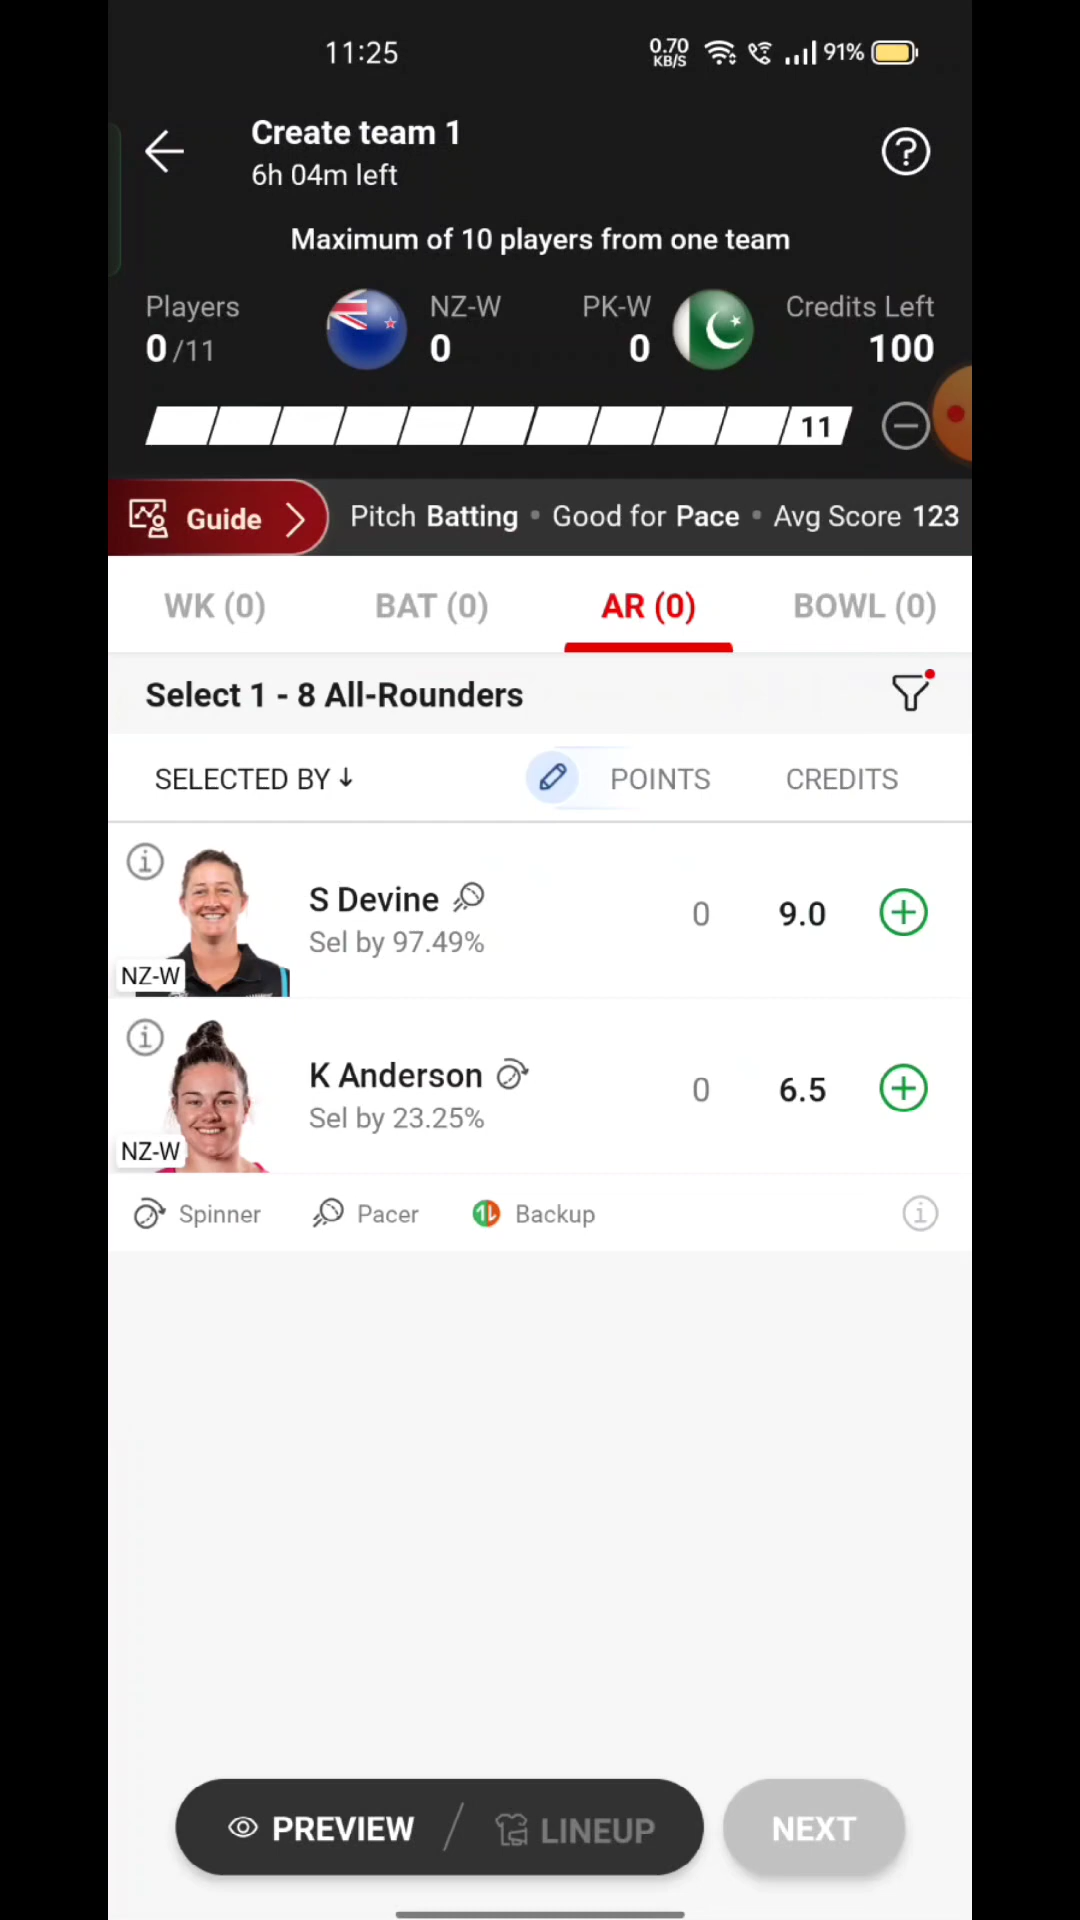 11:25
0.70
KB/S
91%
Create team 1
6h 04m left
?
Maximum of 10 players from one team
Players NZ-W PK-W Credits Left
0/11 0 0 100
11
Guide Pitch Batting • Good for Pace • Avg Score 123
WK (0) BAT (0) AR (0) BOWL (0)
Select 1 - 8 All-Rounders
SELECTED BY ↓ POINTS CREDITS
S Devine
Sel by 97.49%
0 9.0
NZ-W
K Anderson
Sel by 23.25%
0 6.5
NZ-W
Spinner Pacer Backup
PREVIEW / LINEUP NEXT